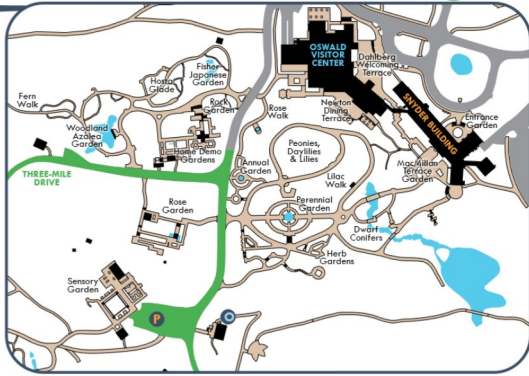 OSWALD
VISITOR
CENTER
Dahlberg
Welcoming
Terrace
Fisher
Japanese
Garden
Hosta
Glade
Fern
Walk
Rock
Garden
Rose
Walk
Newton
Dining
Terrace
SNYDER BUILDING
Entrance
Garden
Woodland
Azalea
Garden
Home Demo
Gardens
Peonies,
Daylilies
& Lilies
Annual
Garden
MacMillan
Terrace
Garden
THREE-MILE
DRIVE
Lilac
Walk
Rose
Garden
Perennial
Garden
Dwarf
Conifers
Herb
Gardens
Sensory
Garden
P